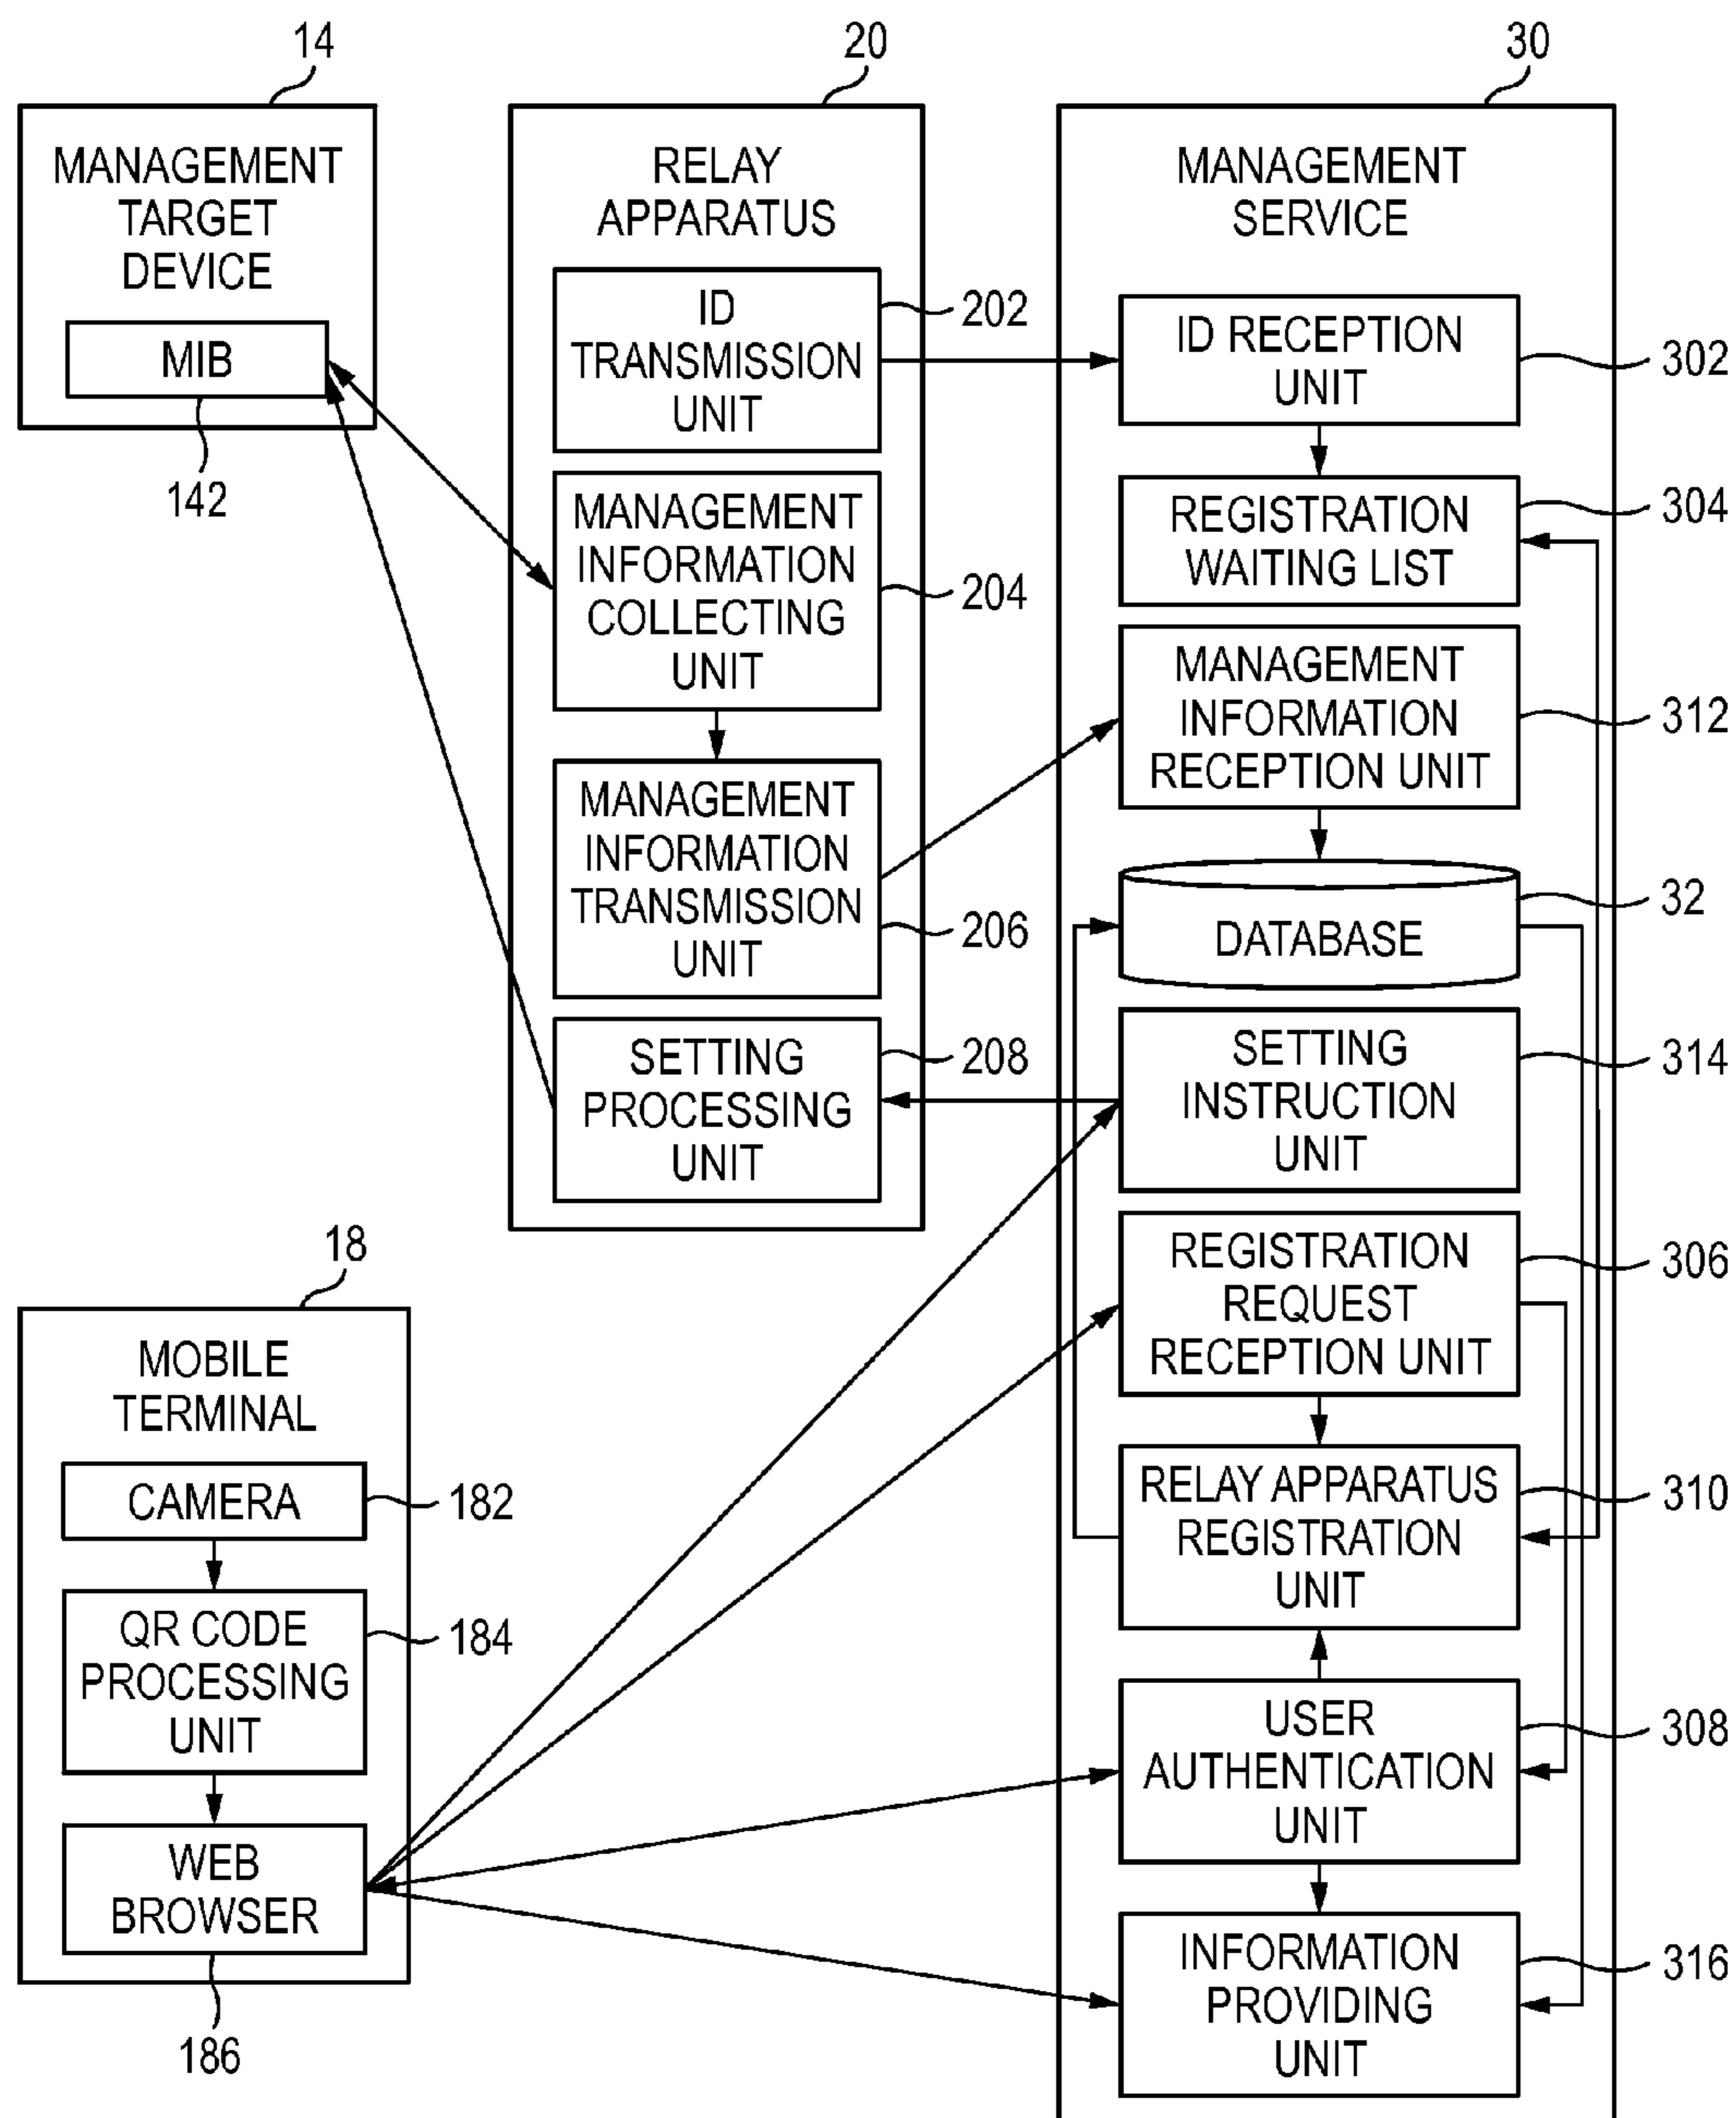 14
20
30
MANAGEMENT
TARGET
DEVICE
MIB
142
RELAY
APPARATUS
ID
TRANSMISSION
UNIT
202
MANAGEMENT
INFORMATION
COLLECTING
UNIT
204
MANAGEMENT
INFORMATION
TRANSMISSION
UNIT
206
SETTING
PROCESSING
UNIT
208
MANAGEMENT
SERVICE
ID RECEPTION
UNIT
302
REGISTRATION
WAITING LIST
304
MANAGEMENT
INFORMATION
RECEPTION UNIT
312
DATABASE
32
SETTING
INSTRUCTION
UNIT
314
REGISTRATION
REQUEST
RECEPTION UNIT
306
RELAY APPARATUS
REGISTRATION
UNIT
310
USER
AUTHENTICATION
UNIT
308
INFORMATION
PROVIDING
UNIT
316
18
MOBILE
TERMINAL
CAMERA
182
QR CODE
PROCESSING
UNIT
184
WEB
BROWSER
186